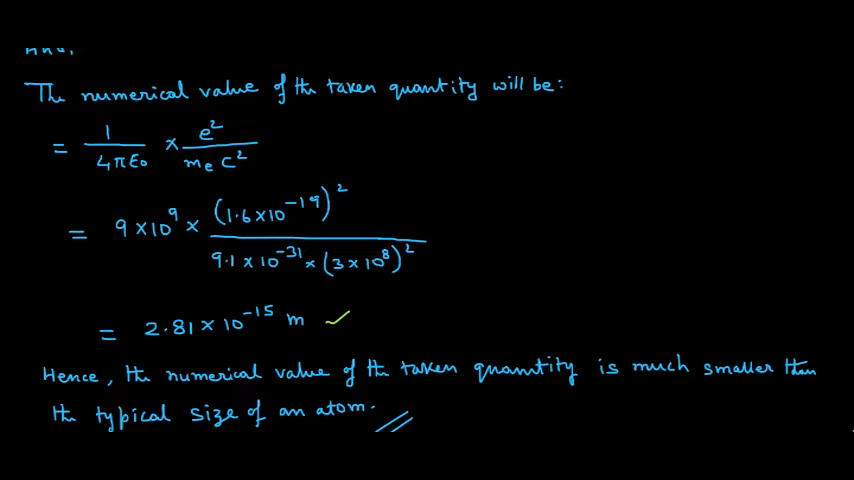 The numerical value of the taken quantity will be:
= 1/4πε₀ × e²/mₑ c²
= 9 × 10⁹ × (1.6 × 10⁻¹⁹)²/9.1 × 10⁻³¹ × (3 × 10⁸)²
= 2.81 × 10⁻¹⁵ m ✓
Hence, the numerical value of the taken quantity is much smaller than
the typical size of an atom.